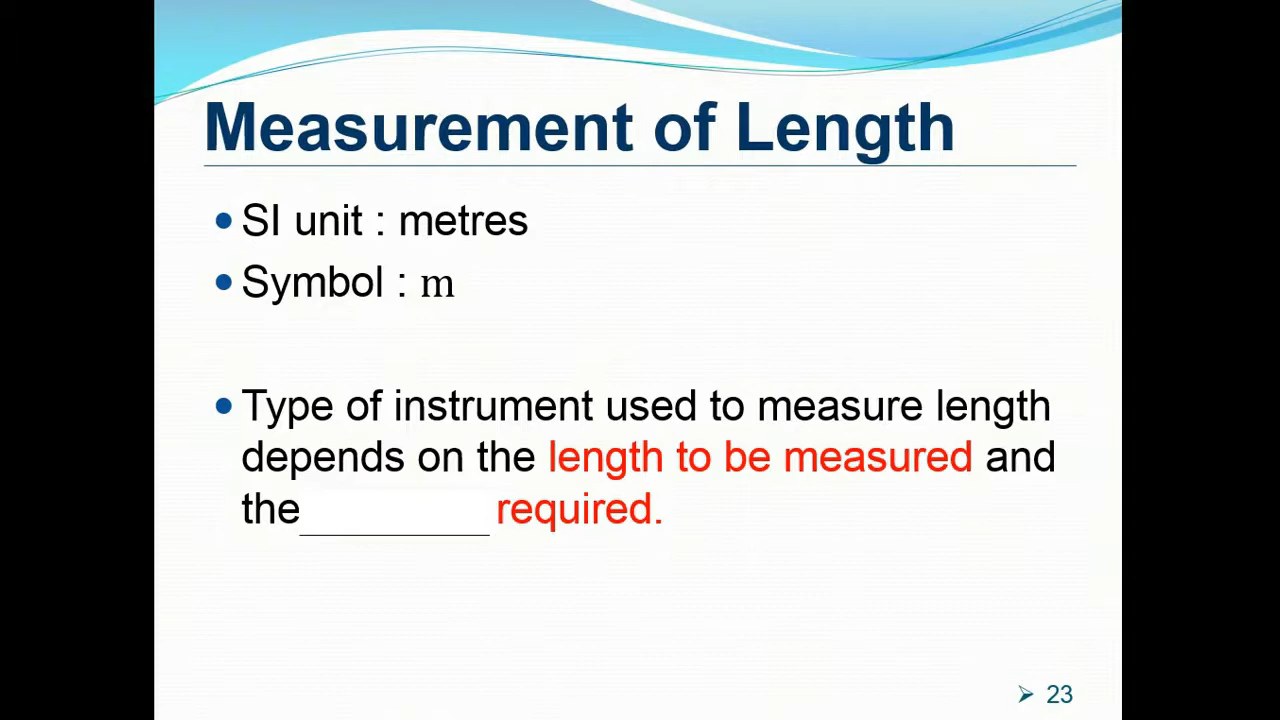 Measurement of Length
• SI unit : metres
• Symbol : m
• Type of instrument used to measure length
depends on the length to be measured and
the__________ required.
➢ 23